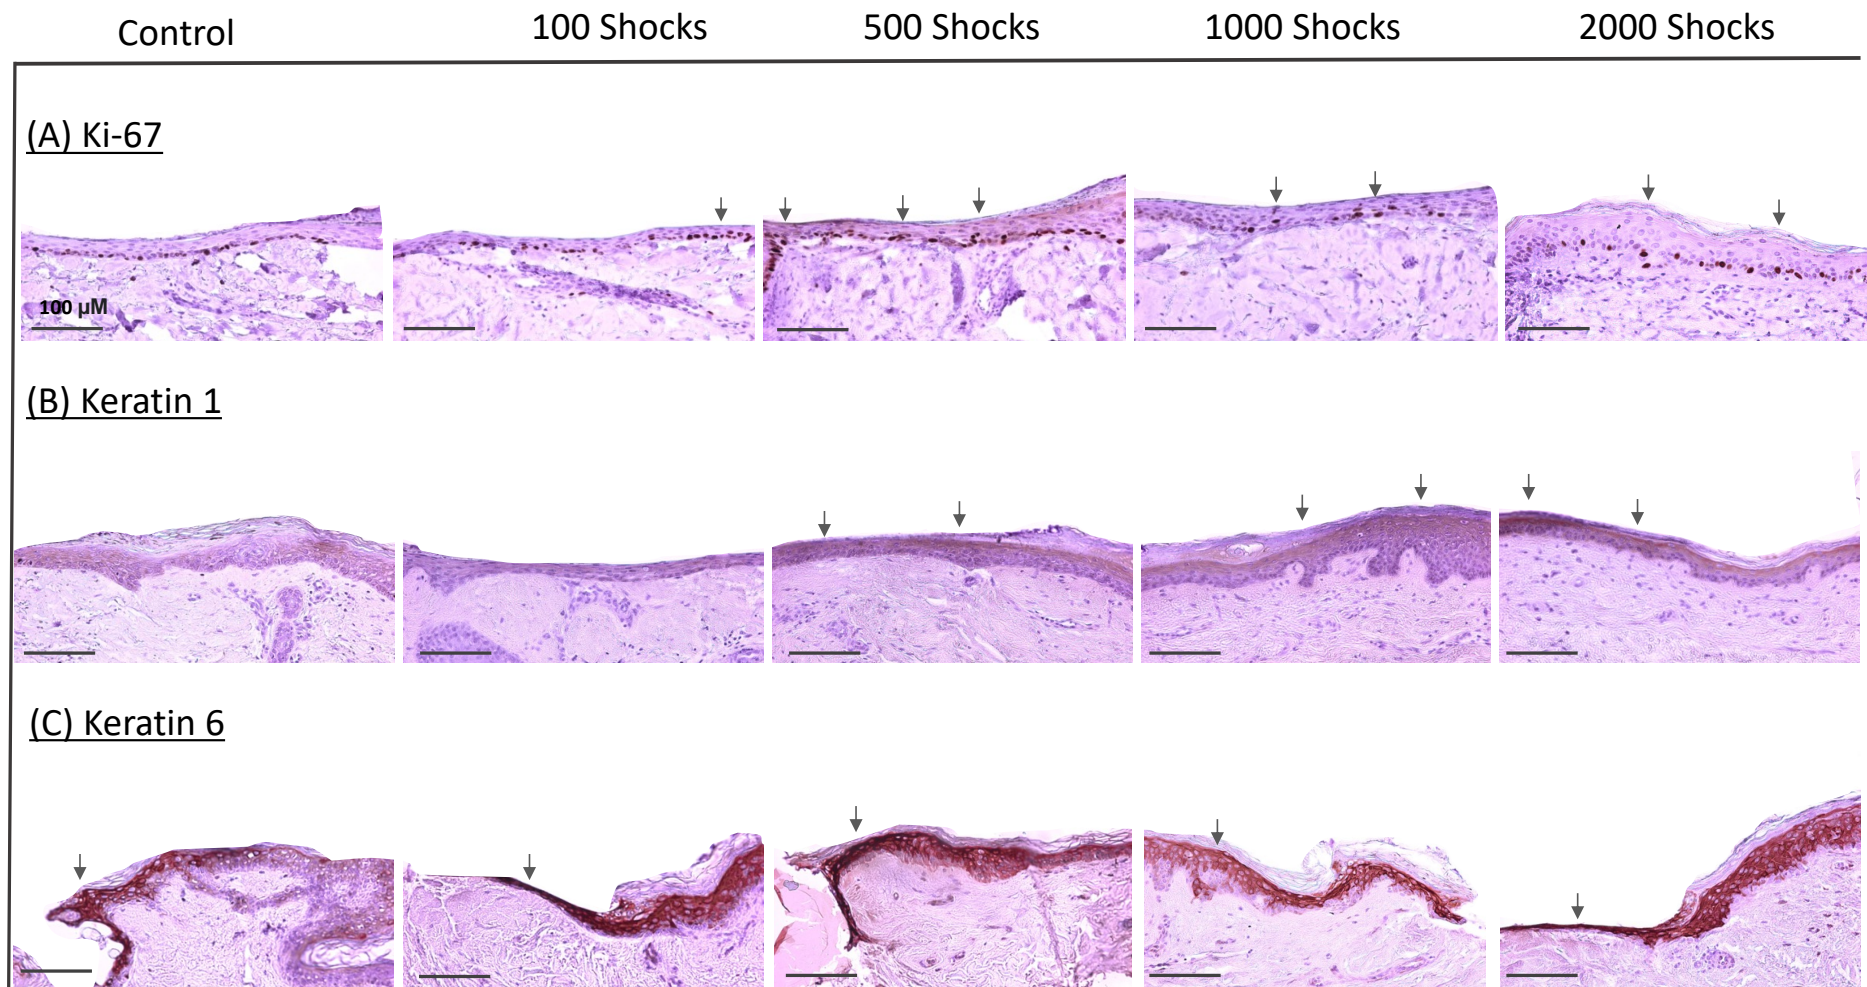 Control 100 Shocks 500 Shocks 1000 Shocks 2000 Shocks
(A) Ki-67
100 µM
(B) Keratin 1
(C) Keratin 6